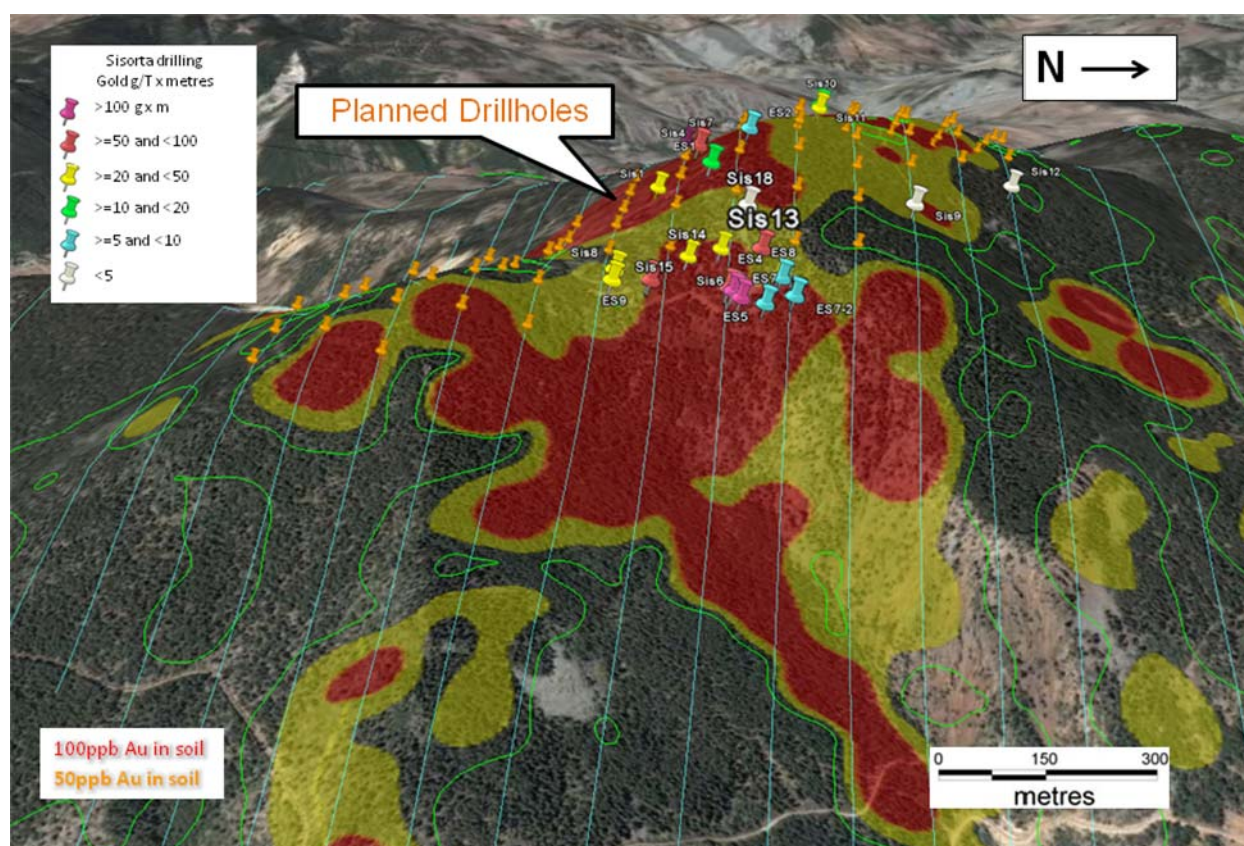 Sisorta drilling
Gold g/T x metres
>100 g x m
>=50 and <100
>=20 and <50
>=10 and <20
>=5 and <10
<5
N
Planned Drillholes
Sis10
ES2
Sis11
Sis7
Sis4
ES1
Sis1
Sis18
Sis12
Sis9
Sis13
Sis14
Sis8
ES4
ES8
Sis15
Sis6
ES7
ES9
ES5
ES7-2
100ppb Au in soil
50ppb Au in soil
0 150 300
metres